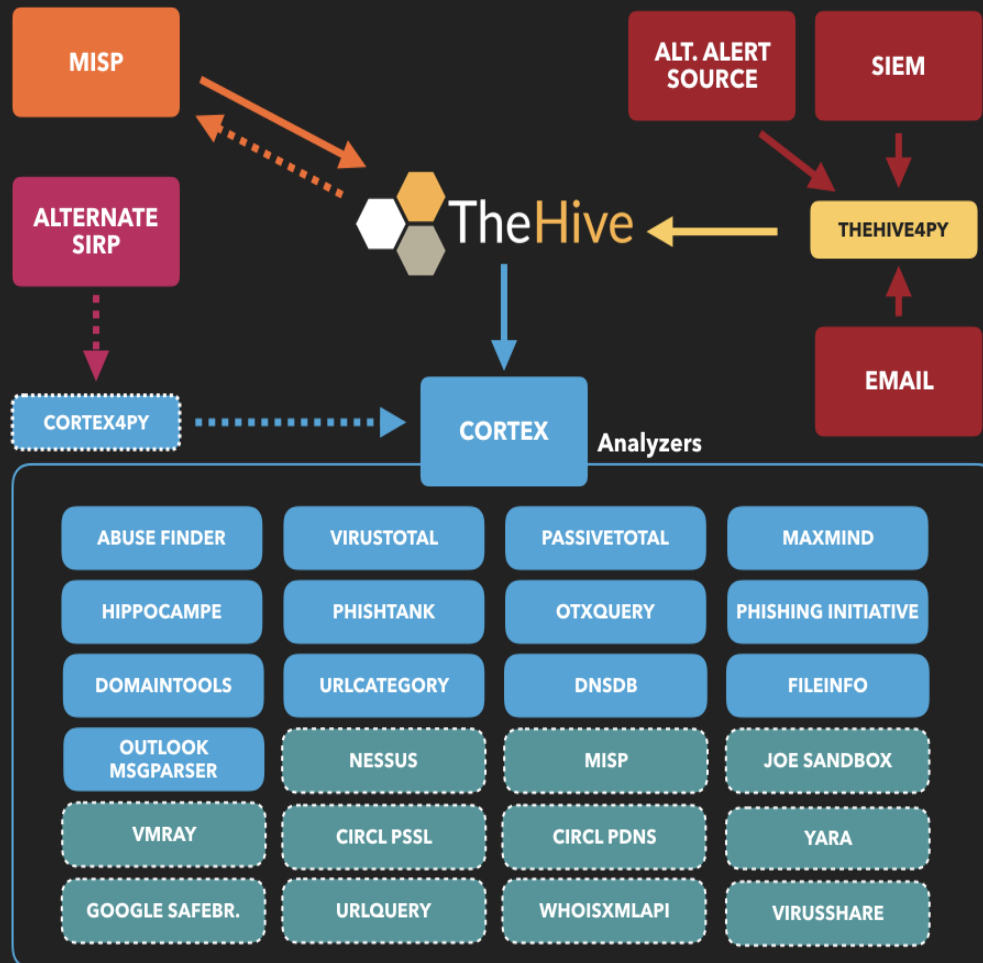 MISP
ALT. ALERT
SOURCE
SIEM
ALTERNATE
SIRP
TheHive
THEHIVE4PY
EMAIL
CORTEX4PY
CORTEX
Analyzers
ABUSE FINDER
VIRUSTOTAL
PASSIVETOTAL
MAXMIND
HIPPOCAMPE
PHISHTANK
OTXQUERY
PHISHING INITIATIVE
DOMAINTOOLS
URLCATEGORY
DNSDB
FILEINFO
OUTLOOK
MSGPARSER
NESSUS
MISP
JOE SANDBOX
VMRAY
CIRCL PSSL
CIRCL PDNS
YARA
GOOGLE SAFEBR.
URLQUERY
WHOISXMLAPI
VIRUSSHARE